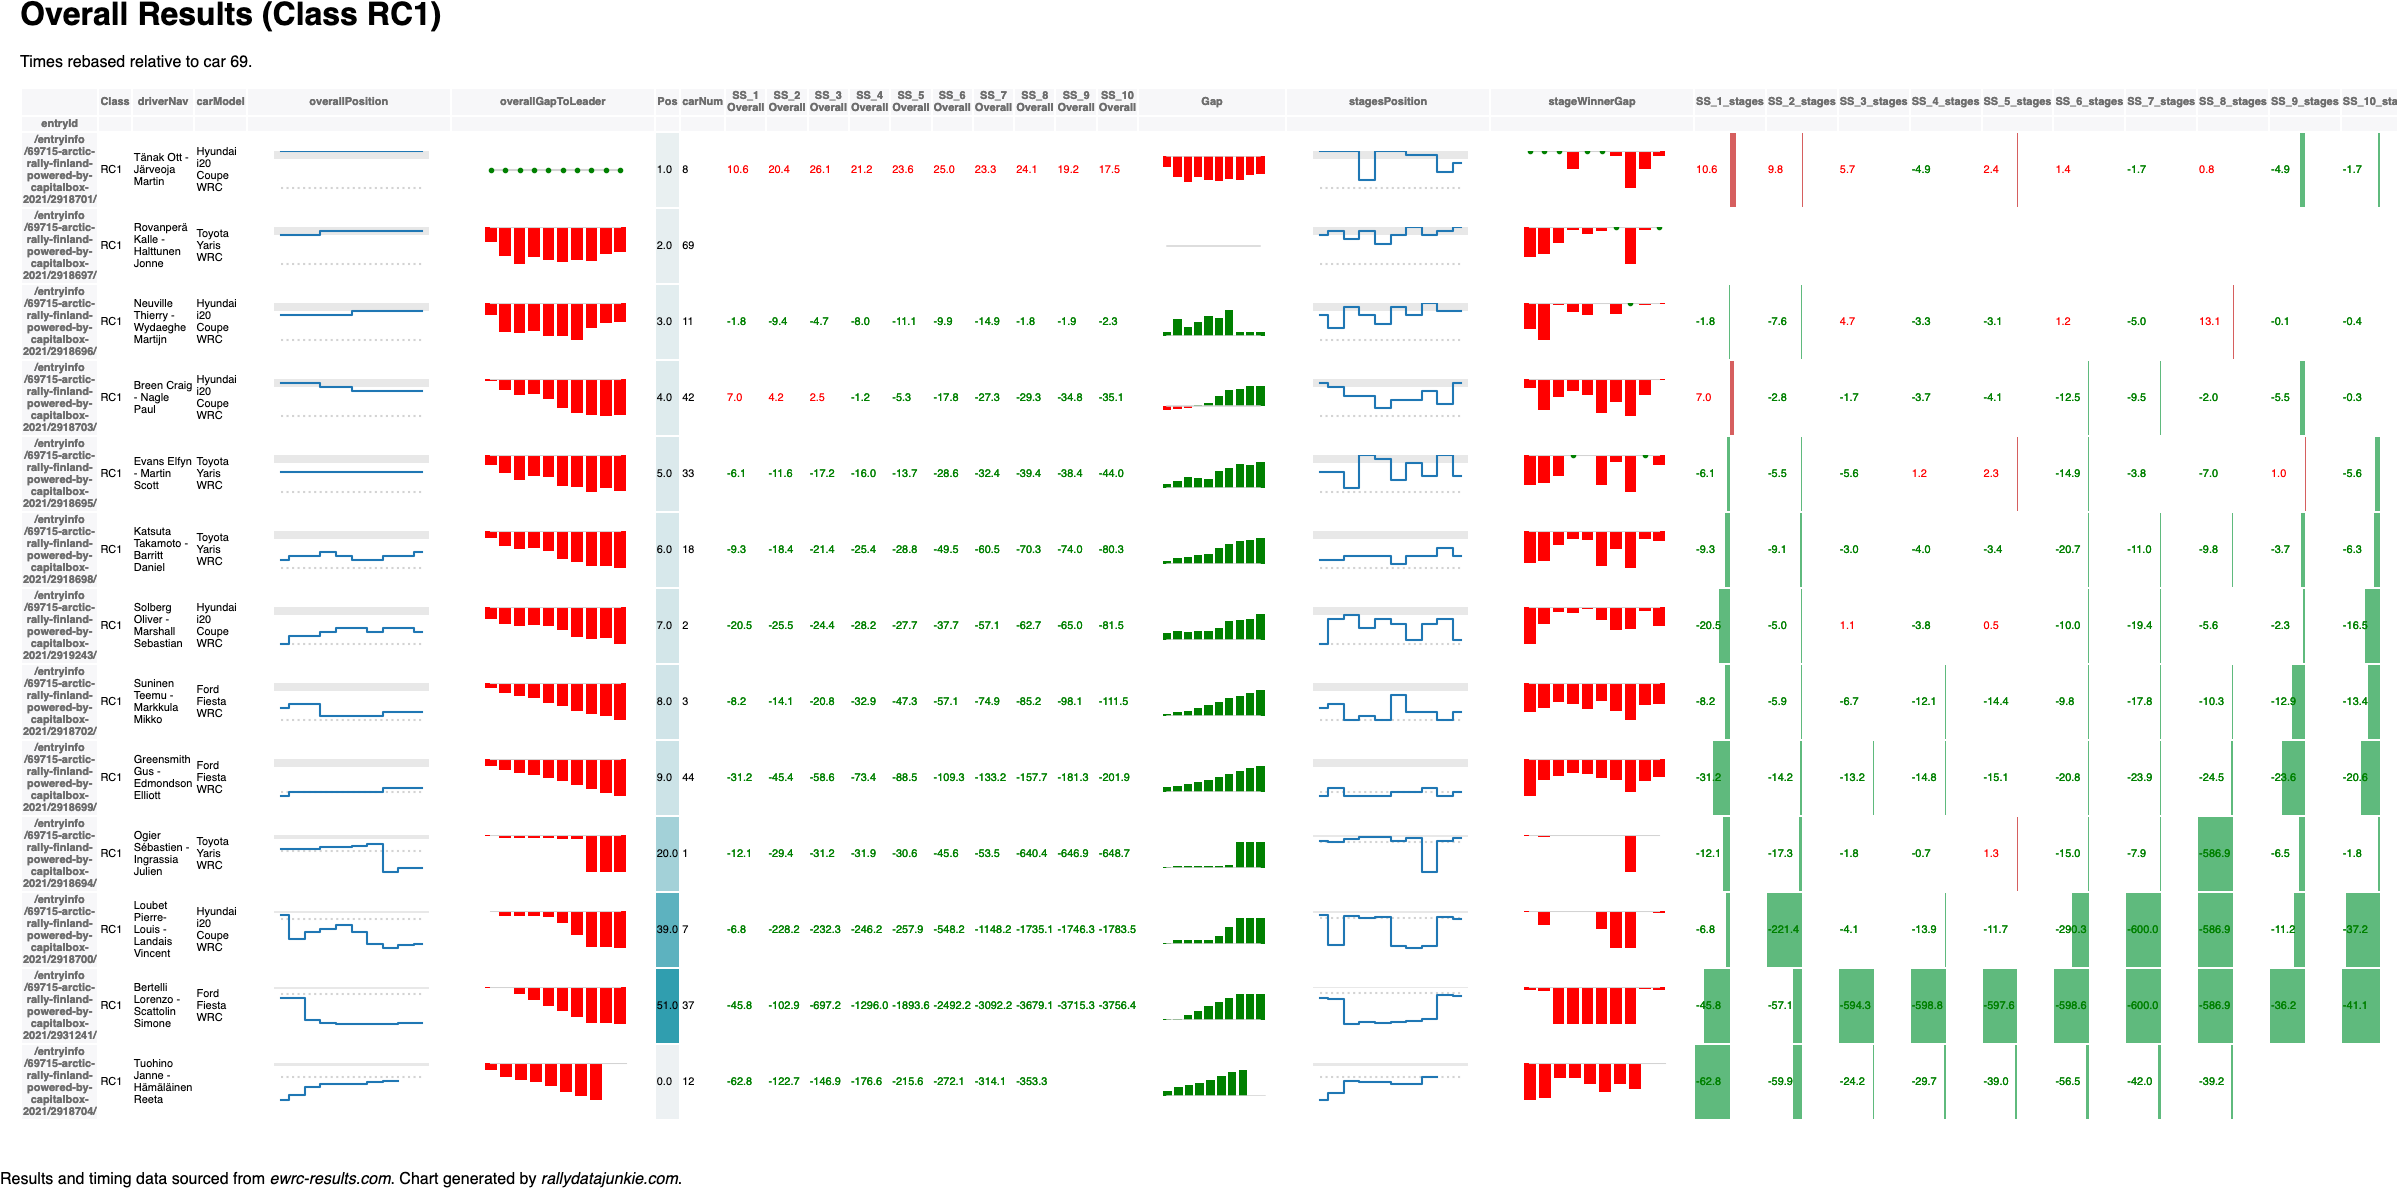 Overall Results (Class RC1)
Times rebased relative to car 69.
Class driverNav carModel overallPosition overallGapToLeader Pos carNum SS_1 Overall SS_2 Overall SS_3 Overall SS_4 Overall SS_5 Overall SS_6 Overall SS_7 Overall SS_8 Overall SS_9 Overall SS_10 Overall Gap stagesPosition stageWinnerGap SS_1_stages SS_2_stages SS_3_stages SS_4_stages SS_5_stages SS_6_stages SS_7_stages SS_8_stages SS_9_stages SS_10_sta
entryId
/entryinfo/69715-arctic-rally-finland-powered-by-capitalbox-2021/2918701/ RC1 Tänak Ott - Järveoja Martin Hyundai i20 Coupe WRC 1.0 8 10.6 20.4 26.1 21.2 23.6 25.0 23.3 24.1 19.2 17.5 10.6 9.8 5.7 -4.9 2.4 1.4 -1.7 0.8 -4.9 -1.7
/entryinfo/69715-arctic-rally-finland-powered-by-capitalbox-2021/2918697/ RC1 Rovanperä Kalle - Halttunen Jonne Toyota Yaris WRC 2.0 69
/entryinfo/69715-arctic-rally-finland-powered-by-capitalbox-2021/2918696/ RC1 Neuville Thierry - Wydaeghe Martijn Hyundai i20 Coupe WRC 3.0 11 -1.8 -9.4 -4.7 -8.0 -11.1 -9.9 -14.9 -1.8 -1.9 -2.3 -1.8 -7.6 4.7 -3.3 -3.1 1.2 -5.0 13.1 -0.1 -0.4
/entryinfo/69715-arctic-rally-finland-powered-by-capitalbox-2021/2918703/ RC1 Breen Craig - Nagle Paul Hyundai i20 Coupe WRC 4.0 42 7.0 4.2 2.5 -1.2 -5.3 -17.8 -27.3 -29.3 -34.8 -35.1 7.0 -2.8 -1.7 -3.7 -4.1 -12.5 -9.5 -2.0 -5.5 -0.3
/entryinfo/69715-arctic-rally-finland-powered-by-capitalbox-2021/2918695/ RC1 Evans Elfyn - Martin Scott Toyota Yaris WRC 5.0 33 -6.1 -11.6 -17.2 -16.0 -13.7 -28.6 -32.4 -39.4 -38.4 -44.0 -6.1 -5.5 -5.6 1.2 2.3 -14.9 -3.8 -7.0 1.0 -5.6
/entryinfo/69715-arctic-rally-finland-powered-by-capitalbox-2021/2918698/ RC1 Katsuta Takamoto - Barritt Daniel Toyota Yaris WRC 6.0 18 -9.3 -18.4 -21.4 -25.4 -28.8 -49.5 -60.5 -70.3 -74.0 -80.3 -9.3 -9.1 -3.0 -4.0 -3.4 -20.7 -11.0 -9.8 -3.7 -6.3
/entryinfo/69715-arctic-rally-finland-powered-by-capitalbox-2021/2919243/ RC1 Solberg Oliver - Marshall Sebastian Hyundai i20 Coupe WRC 7.0 2 -20.5 -25.5 -24.4 -28.2 -27.7 -37.7 -57.1 -62.7 -65.0 -81.5 -20.5 -5.0 1.1 -3.8 0.5 -10.0 -19.4 -5.6 -2.3 -16.5
/entryinfo/69715-arctic-rally-finland-powered-by-capitalbox-2021/2918702/ RC1 Suninen Teemu - Markkula Mikko Ford Fiesta WRC 8.0 3 -8.2 -14.1 -20.8 -32.9 -47.3 -57.1 -74.9 -85.2 -98.1 -111.5 -8.2 -5.9 -6.7 -12.1 -14.4 -9.8 -17.8 -10.3 -12.9 -13.4
/entryinfo/69715-arctic-rally-finland-powered-by-capitalbox-2021/2918699/ RC1 Greensmith Gus - Edmondson Elliott Ford Fiesta WRC 9.0 44 -31.2 -45.4 -58.6 -73.4 -88.5 -109.3 -133.2 -157.7 -181.3 -201.9 -31.2 -14.2 -13.2 -14.8 -15.1 -20.8 -23.9 -24.5 -23.6 -20.6
/entryinfo/69715-arctic-rally-finland-powered-by-capitalbox-2021/2918694/ RC1 Ogier Sébastien - Ingrassia Julien Toyota Yaris WRC 20.0 1 -12.1 -29.4 -31.2 -31.9 -30.6 -45.6 -53.5 -640.4 -646.9 -648.7 -12.1 -17.3 -1.8 -0.7 1.3 -15.0 -7.9 -586.9 -6.5 -1.8
/entryinfo/69715-arctic-rally-finland-powered-by-capitalbox-2021/2918700/ RC1 Loubet Pierre-Louis - Landais Vincent Hyundai i20 Coupe WRC 39.0 7 -6.8 -228.2 -232.3 -246.2 -257.9 -548.2 -1148.2 -1735.1 -1746.3 -1783.5 -6.8 -221.4 -4.1 -13.9 -11.7 -290.3 -600.0 -586.9 -11.2 -37.2
/entryinfo/69715-arctic-rally-finland-powered-by-capitalbox-2021/2931241/ RC1 Bertelli Lorenzo - Scattolin Simone Ford Fiesta WRC 51.0 37 -45.8 -102.9 -697.2 -1296.0 -1893.6 -2492.2 -3092.2 -3679.1 -3715.3 -3756.4 -45.8 -57.1 -594.3 -598.8 -597.6 -598.6 -600.0 -586.9 -36.2 -41.1
/entryinfo/69715-arctic-rally-finland-powered-by-capitalbox-2021/2918704/ RC1 Tuohino Janne - Hämäläinen Reeta 0.0 12 -62.8 -122.7 -146.9 -176.6 -215.6 -272.1 -314.1 -353.3 -62.8 -59.9 -24.2 -29.7 -39.0 -56.5 -42.0 -39.2
Results and timing data sourced from ewrc-results.com. Chart generated by rallydatajunkie.com.